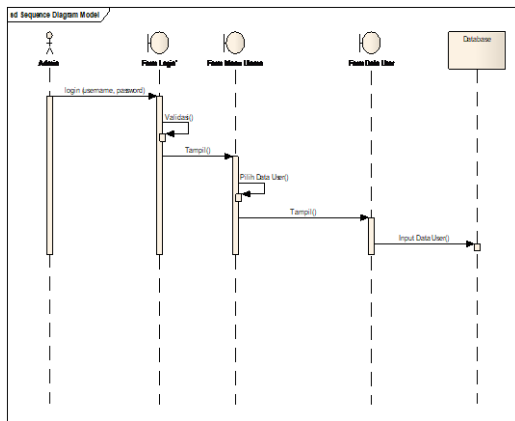 sd Sequence Diagram Model
Admin
Form Login"
Form Menu Utama
Form Data User
Database
login (username, password)
Validasi()
Tampil()
Pilih Data User()
Tampil()
Input Data User()